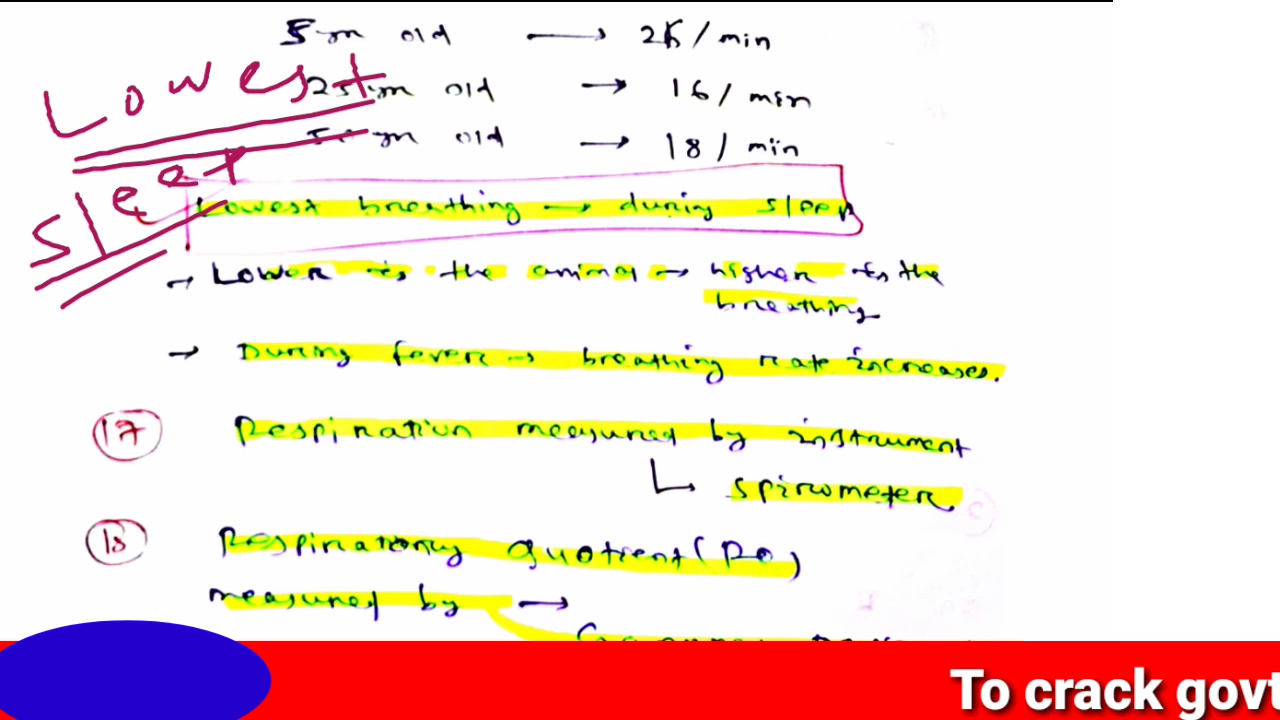 5 yr old → 26/min
25 yr old → 16/min
50 yr old → 18/min
Lowest
Sleep
Lowest breathing → during sleep
→ Lower is the animal → higher is the
breathing
→ During fever → breathing rate increases.
17 Respiration measured by instrument
↳ spirometer
18 Respiratory quotient (RQ)
measured by →
To crack govt